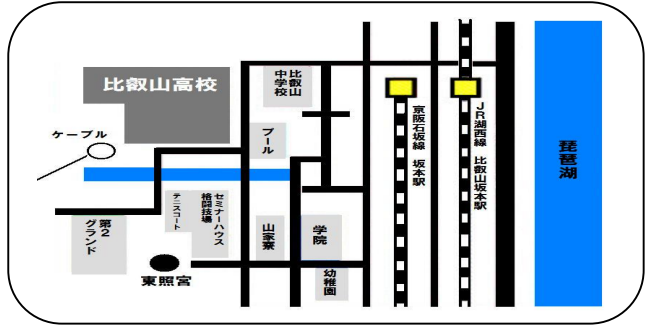 比叡山高校
ケーブル
比叡山
中学校
プール
セミナーハウス
格闘技場
テニスコート
第2
グランド
東照宮
山家寮
学院
幼稚園
京阪石坂線 坂本駅
JR湖西線 比叡山坂本駅
琵琶湖